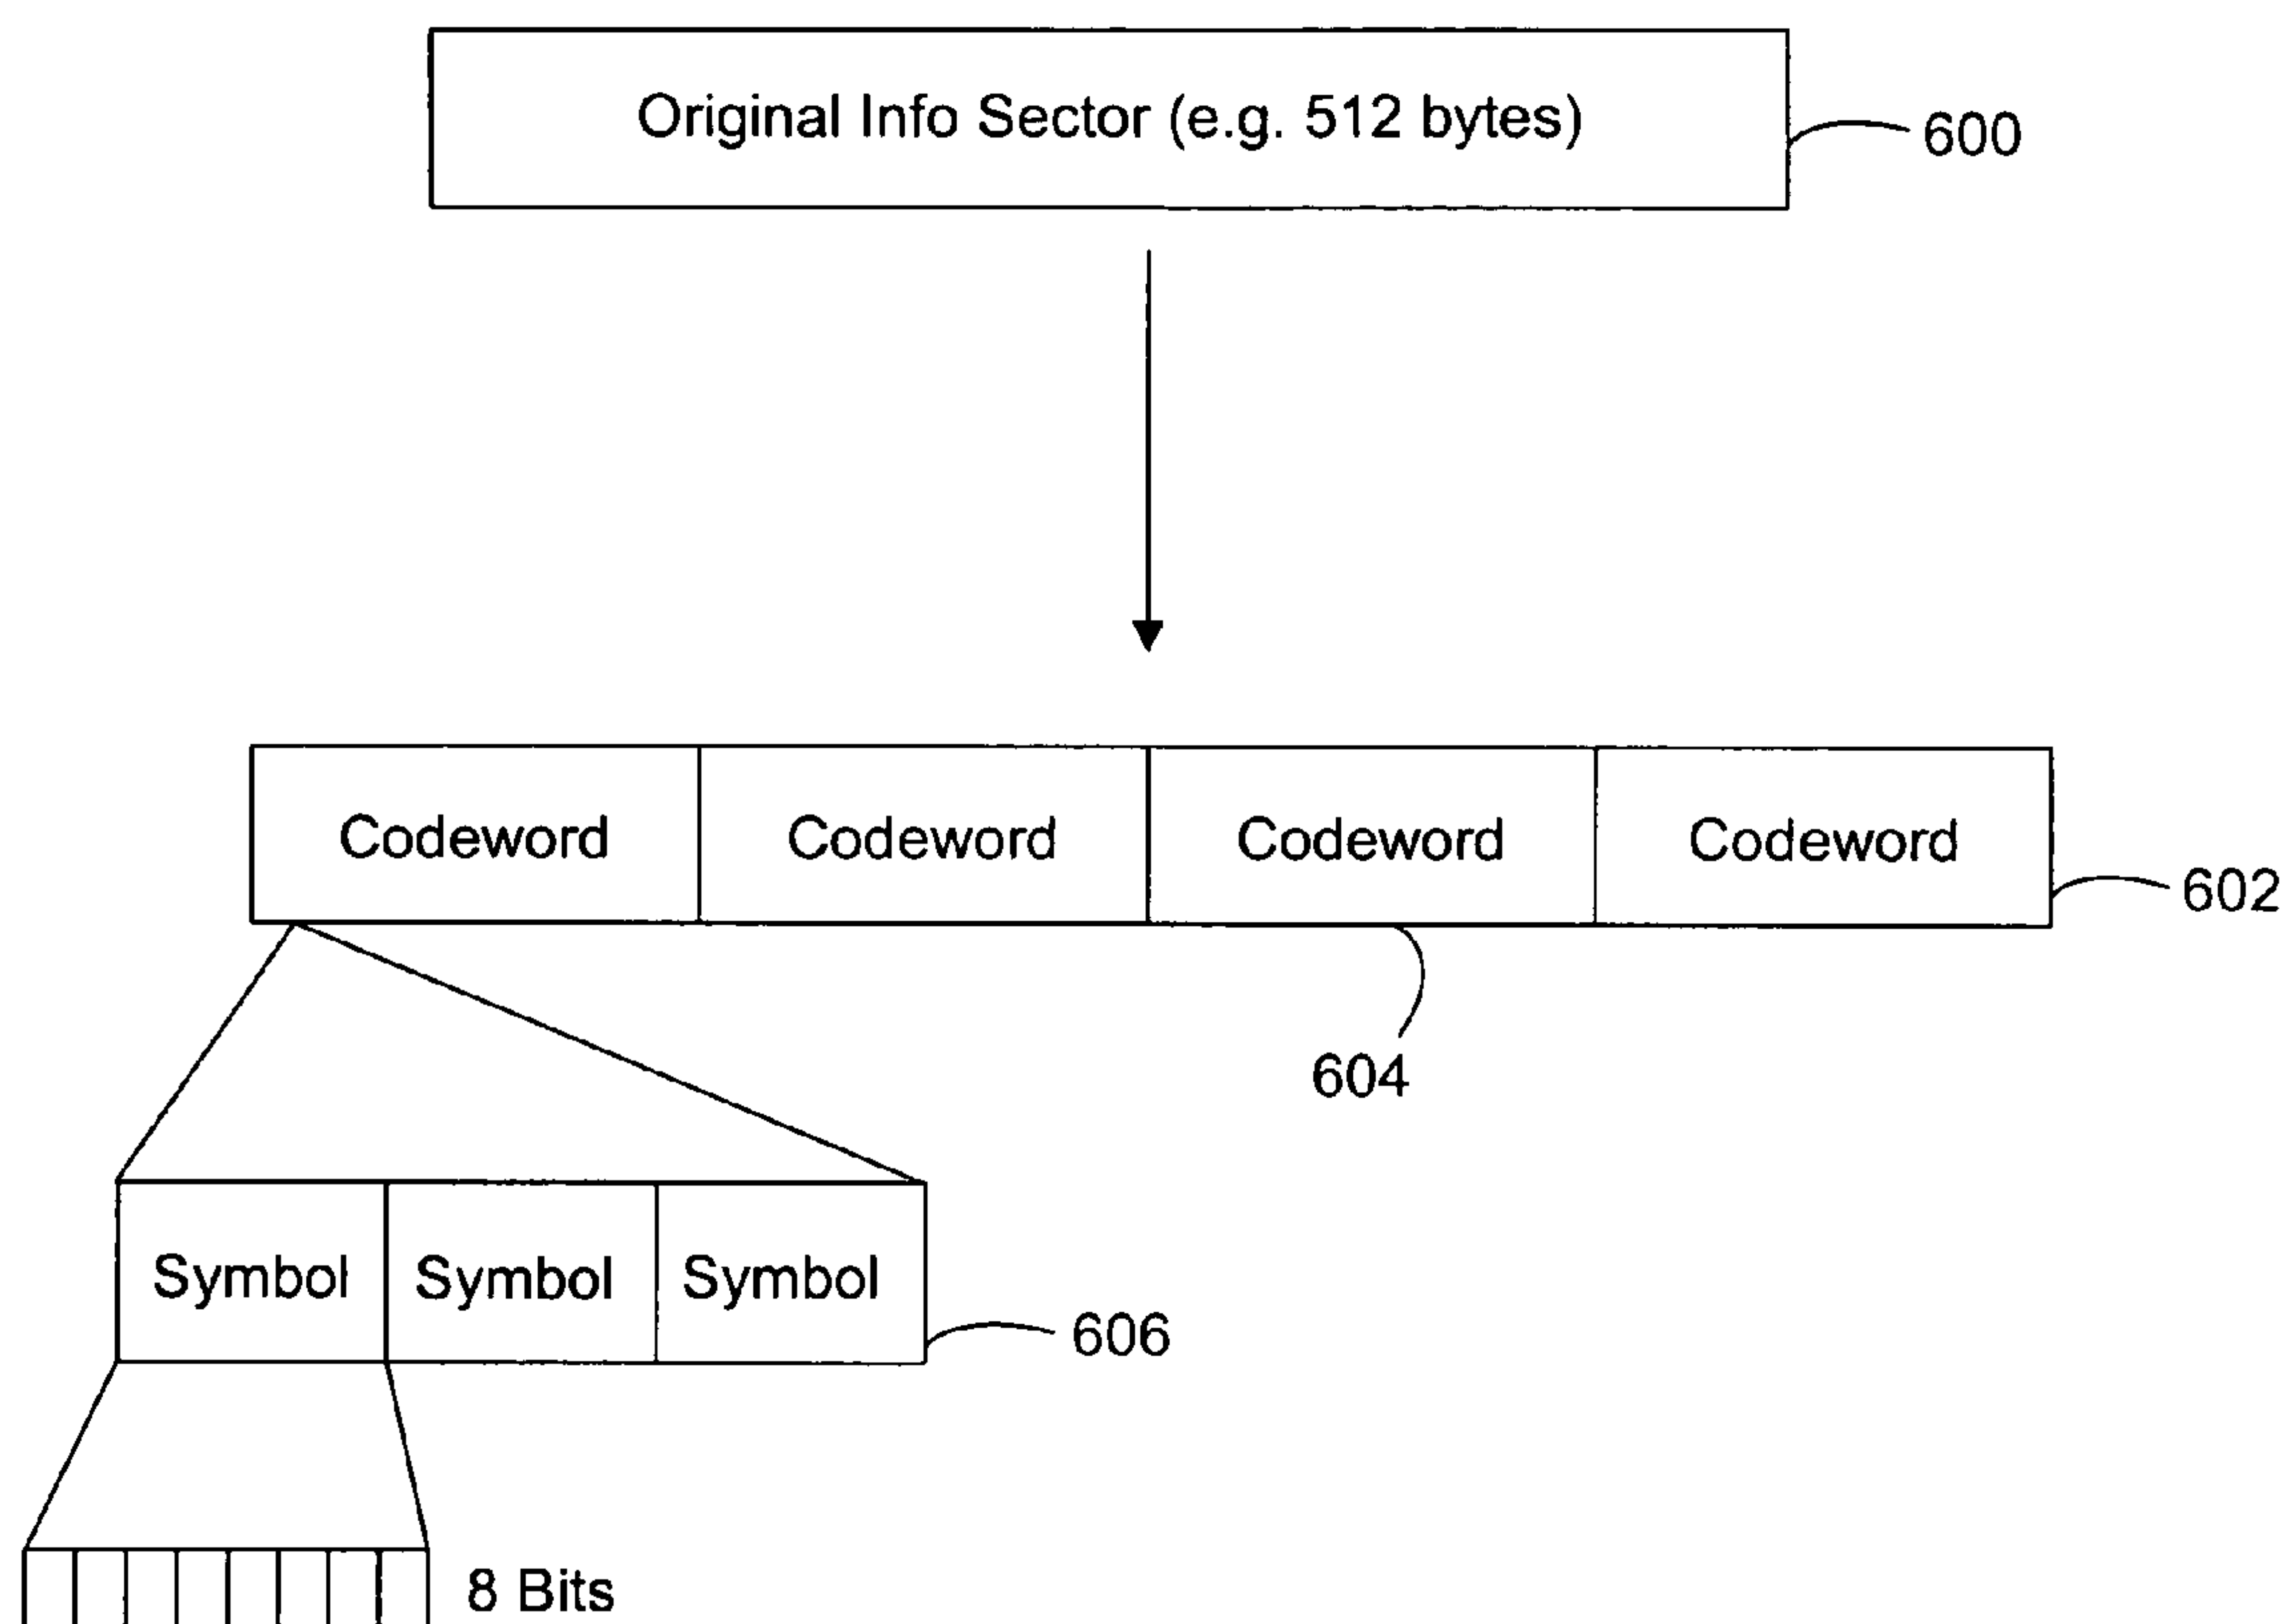 Original Info Sector (e.g. 512 bytes)
600
Codeword Codeword Codeword Codeword
602
604
Symbol Symbol Symbol
606
8 Bits